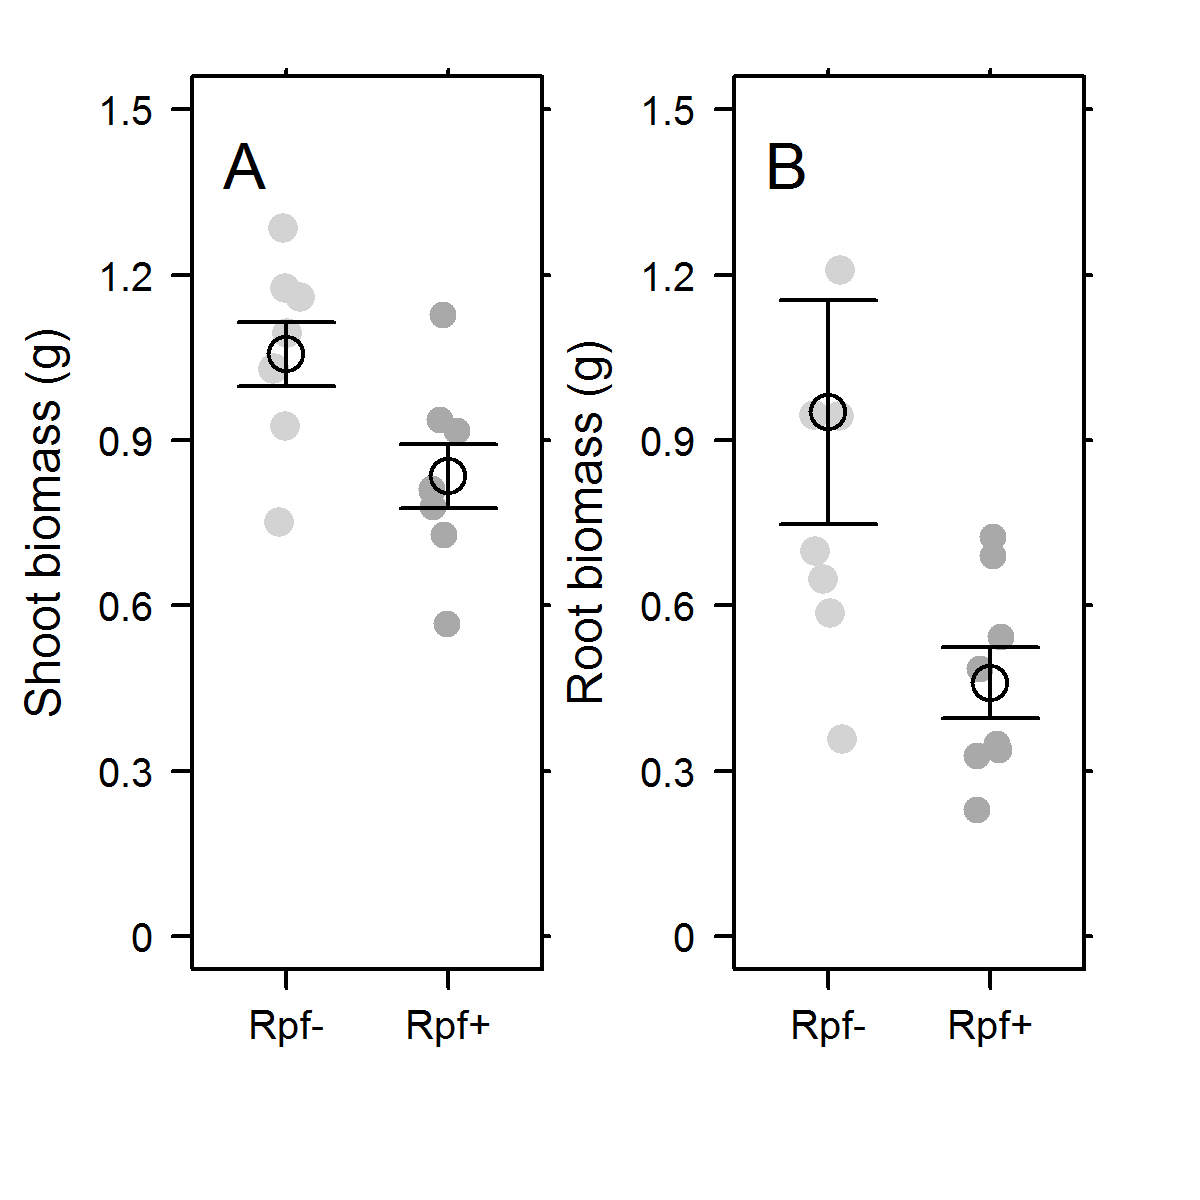 A
Shoot biomass (g)
1.5
1.2
0.9
0.6
0.3
0
Rpf-
Rpf+
B
Root biomass (g)
1.5
1.2
0.9
0.6
0.3
0
Rpf-
Rpf+